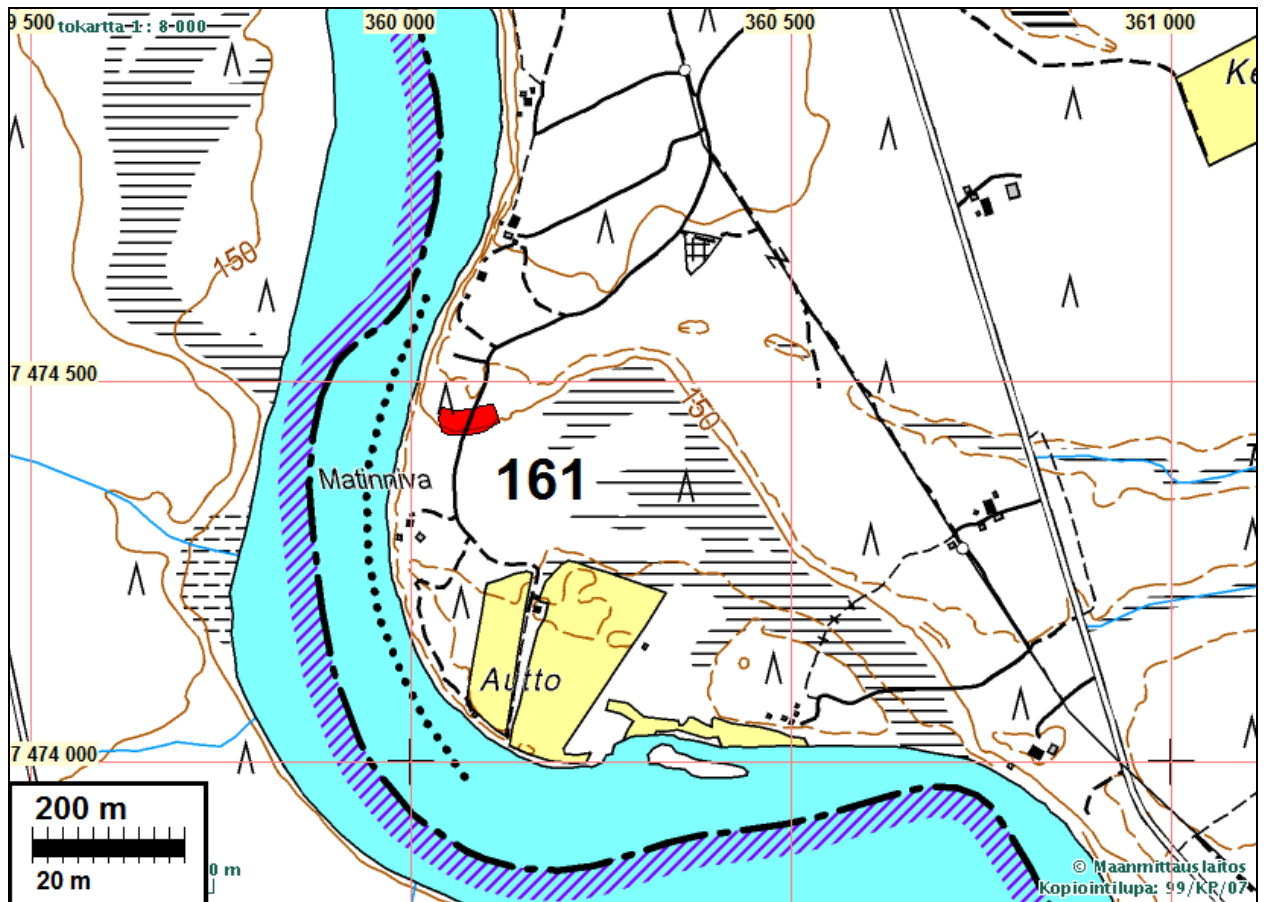 9 500
tokartta 1 : 8 000
360 000
360 500
361 000
Ke
150
7 474 500
150
Matinniva
161
Autto
7 474 000
200 m
20 m
0 m
© Maanmittauslaitos
Kopiointilupa: 99/KP/07